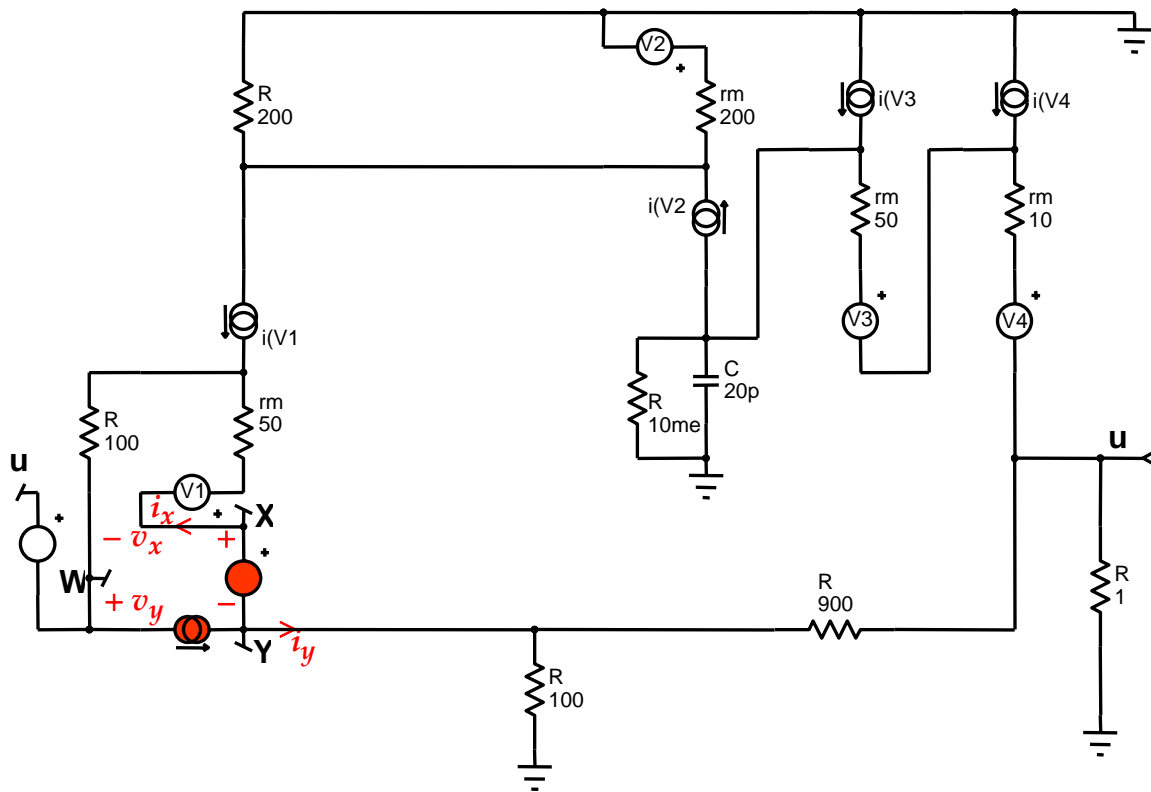 V2
+
R
200
rm
200
i(V3
i(V4
i(V2
rm
50
rm
10
i(V1
+
V3
+
V4
R
100
rm
50
C
20p
R
10me
u
u
V1
+
i_x
X
+
− v_x +
+
W
+ v_y −
R
900
R
1
Y
i_y
R
100